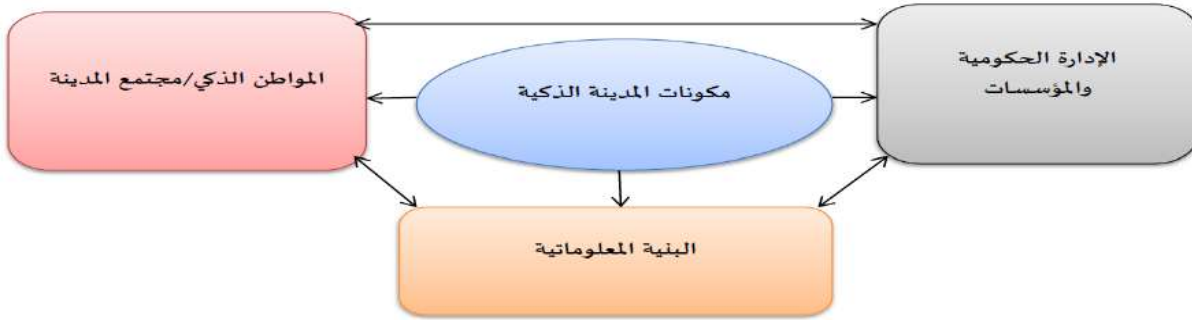 الإدارة الحكومية
والمؤسسات
مكونات المدينة الذكية
المواطن الذكي/مجتمع المدينة
البنية المعلوماتية